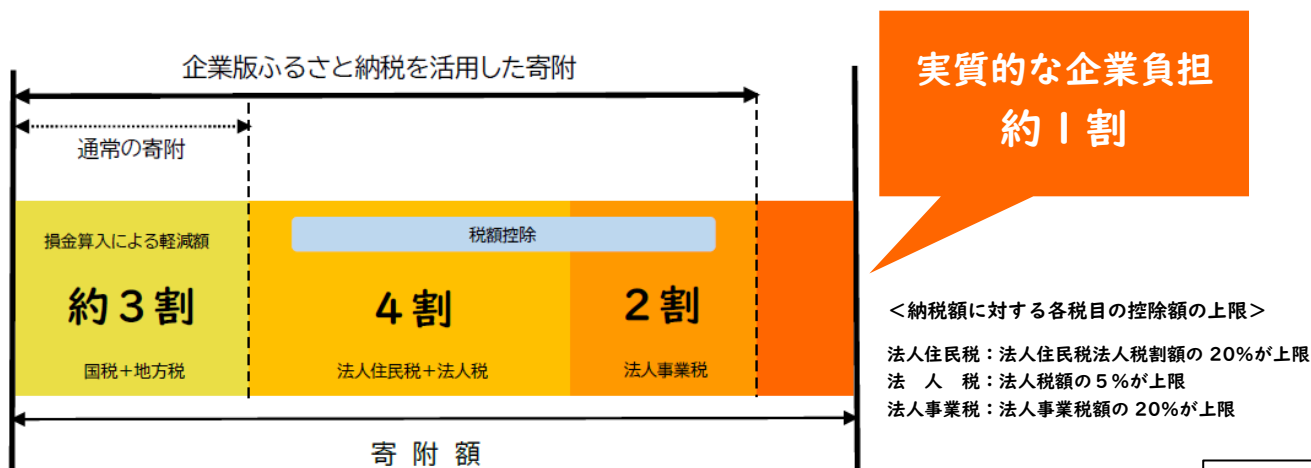 企業版ふるさと納税を活用した寄附
通常の寄附
損金算入による軽減額
約3割
国税+地方税
税額控除
4割
法人住民税+法人税
2割
法人事業税
寄附額
実質的な企業負担
約1割
<納税額に対する各税目の控除額の上限>
法人住民税:法人住民税法人税割額の 20%が上限
法 人 税:法人税額の5%が上限
法人事業税:法人事業税額の 20%が上限